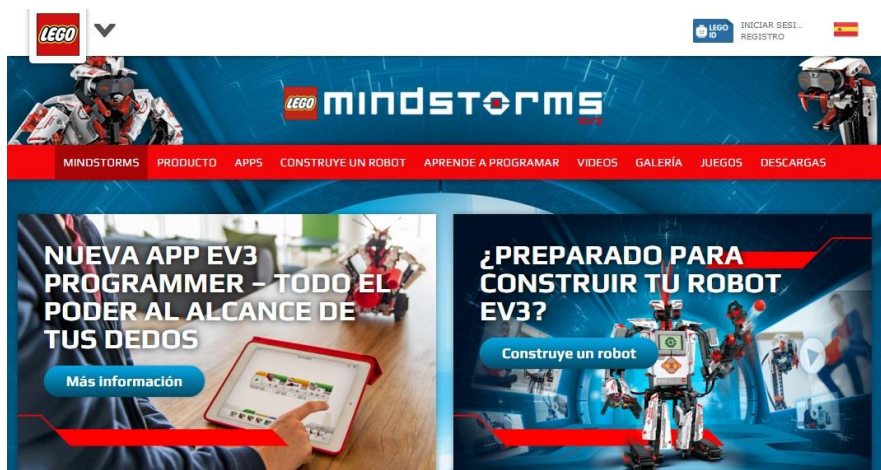 LEGO
LEGO ID
INICIAR SESI...
REGISTRO
LEGO mindstorms
EV3
MINDSTORMS PRODUCTO APPS CONSTRUYE UN ROBOT APRENDE A PROGRAMAR VIDEOS GALERÍA JUEGOS DESCARGAS
NUEVA APP EV3
PROGRAMMER – TODO EL
PODER AL ALCANCE DE
TUS DEDOS
Más información
¿PREPARADO PARA
CONSTRUIR TU ROBOT
EV3?
Construye un robot